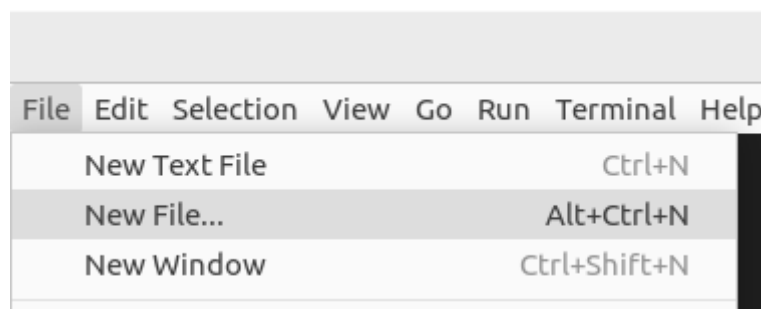 File Edit Selection View Go Run Terminal Help
New Text File Ctrl+N
New File... Alt+Ctrl+N
New Window Ctrl+Shift+N